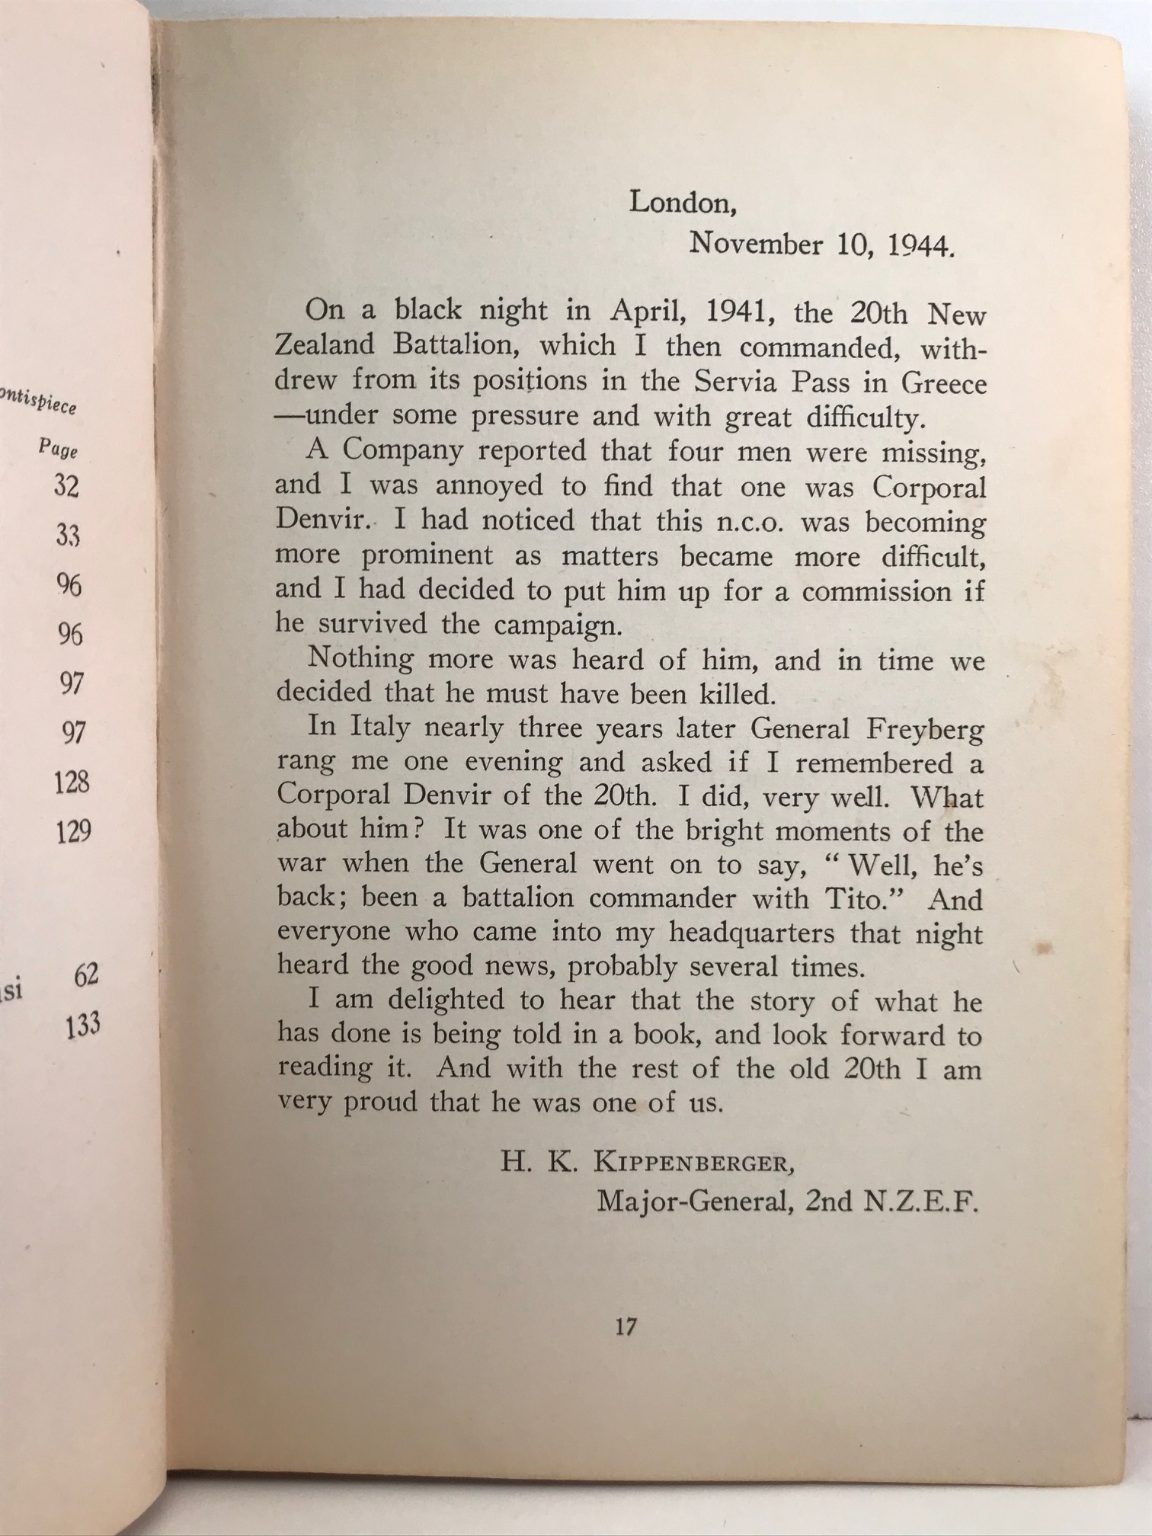 ontispiece
Page
32
33
96
96
97
97
128
129
si 62
133
London,
November 10, 1944.
On a black night in April, 1941, the 20th New
Zealand Battalion, which I then commanded, with-
drew from its positions in the Servia Pass in Greece
—under some pressure and with great difficulty.
A Company reported that four men were missing,
and I was annoyed to find that one was Corporal
Denvir. I had noticed that this n.c.o. was becoming
more prominent as matters became more difficult,
and I had decided to put him up for a commission if
he survived the campaign.
Nothing more was heard of him, and in time we
decided that he must have been killed.
In Italy nearly three years later General Freyberg
rang me one evening and asked if I remembered a
Corporal Denvir of the 20th. I did, very well. What
about him? It was one of the bright moments of the
war when the General went on to say, “Well, he’s
back; been a battalion commander with Tito.” And
everyone who came into my headquarters that night
heard the good news, probably several times.
I am delighted to hear that the story of what he
has done is being told in a book, and look forward to
reading it. And with the rest of the old 20th I am
very proud that he was one of us.
H. K. KIPPENBERGER,
Major-General, 2nd N.Z.E.F.
17